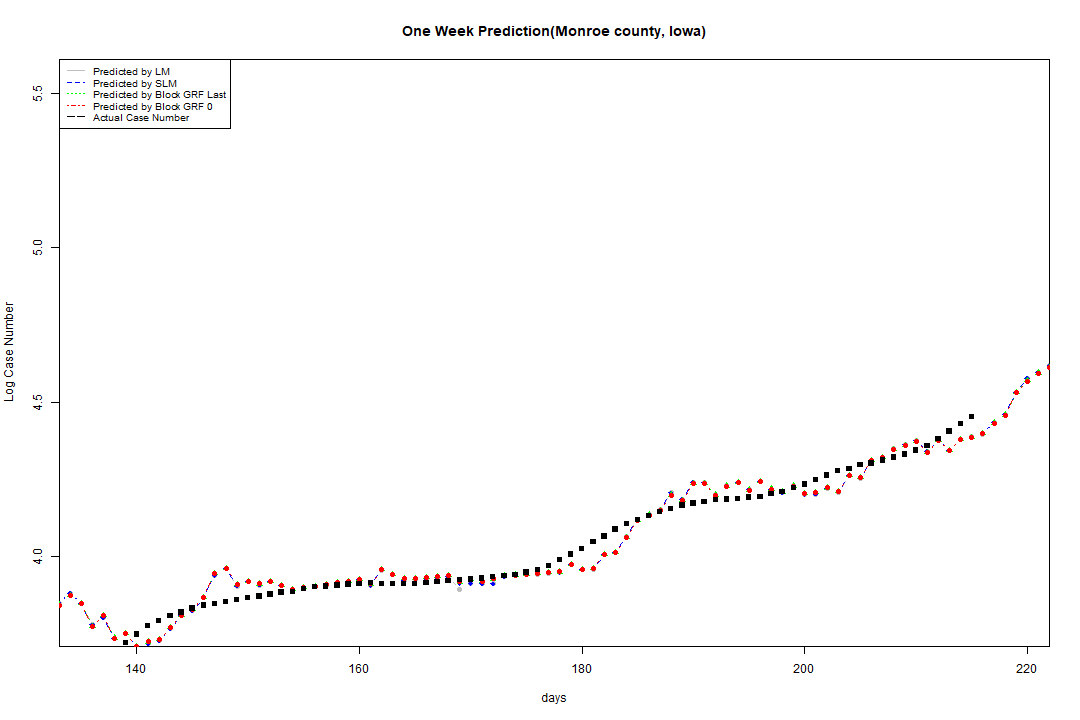 One Week Prediction(Monroe county, Iowa)
Predicted by LM
Predicted by SLM
Predicted by Block GRF Last
Predicted by Block GRF 0
Actual Case Number
5.5
5.0
4.5
4.0
Log Case Number
140 160 180 200 220
days